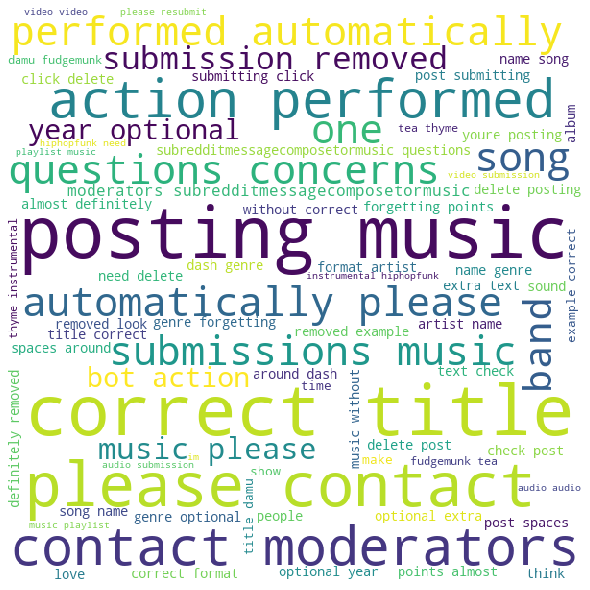 video video please resubmit
performed automatically
damu fudgemunk submission removed name song
click delete submitting click post submitting
action performed
year optional one tea thyme youre posting album
hiphopfunk need
playlist music subredditmessagecomposetormusic questions song
questions concerns video submission
moderators subredditmessagecomposetormusic delete posting
almost definitely without correct forgetting points
posting music
thyme instrumental
example correct
dash genre format artist name genre
need delete instrumental hiphopfunk extra text sound
automatically please band
removed look genre forgetting removed example artist name
title correct
spaces around submissions music
bot action around dash text check
time
definitely removed
correct title
music without
music please delete post check post
im make
audio submission show fudgemunk tea
please contact
title damu
audio audio
song name genre optional people optional extra post spaces
music playlist
contact moderators
love correct format optional year points almost think